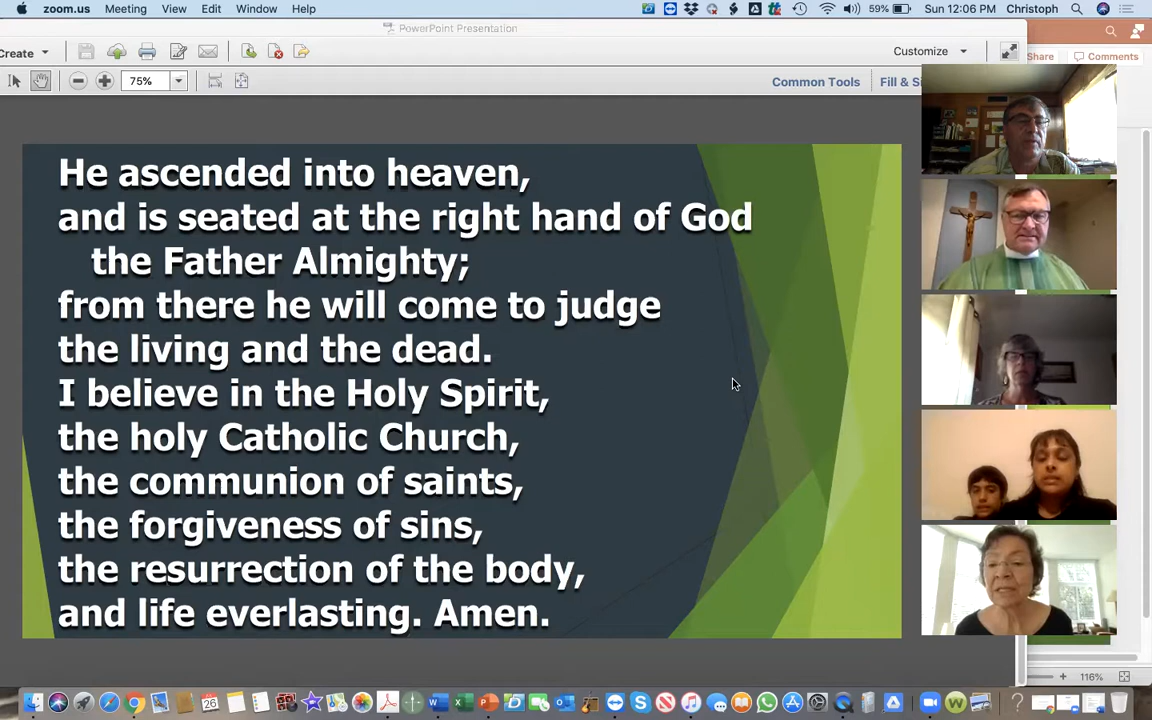 zoom.us Meeting View Edit Window Help
59% Sun 12:06 PM Christoph
PowerPoint Presentation
Create
Customize
Share Comments
75%
Common Tools Fill & Si
He ascended into heaven,
and is seated at the right hand of God
the Father Almighty;
from there he will come to judge
the living and the dead.
I believe in the Holy Spirit,
the holy Catholic Church,
the communion of saints,
the forgiveness of sins,
the resurrection of the body,
and life everlasting. Amen.
116%
26